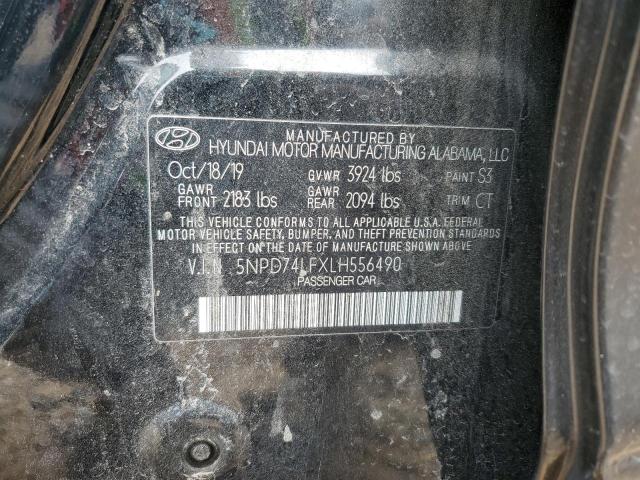 MANUFACTURED BY
HYUNDAI MOTOR MANUFACTURING ALABAMA, LLC
Oct/18/19 GVWR 3924 lbs PAINT S3
GAWR FRONT 2183 lbs GAWR REAR 2094 lbs TRIM CT
THIS VEHICLE CONFORMS TO ALL APPLICABLE U.S.A. FEDERAL
MOTOR VEHICLE SAFETY, BUMPER, AND THEFT PREVENTION STANDARDS
IN EFFECT ON THE DATE OF MANUFACTURE SHOWN ABOVE.
V.I.N 5NPD74LFXLH556490
PASSENGER CAR